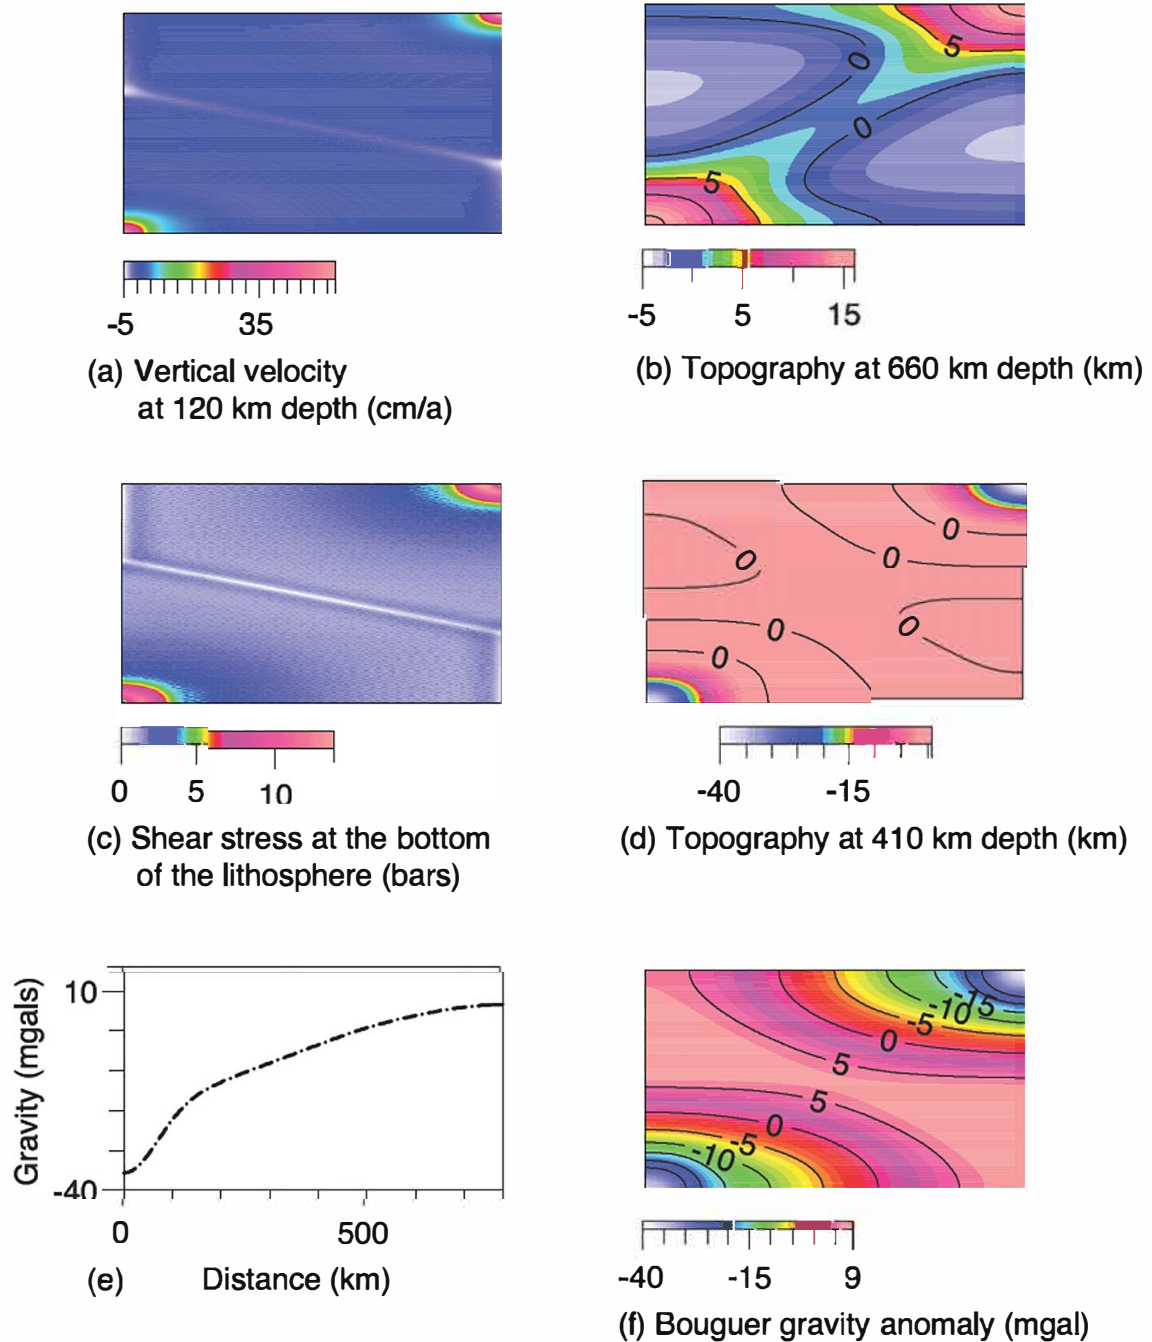 -5 35
(a) Vertical velocity
at 120 km depth (cm/a)
0
5
0
5
-5 5 15
(b) Topography at 660 km depth (km)
0 5 10
(c) Shear stress at the bottom
of the lithosphere (bars)
0
0
0
0
0
0
-40 -15
(d) Topography at 410 km depth (km)
Gravity (mgals)
10
-40
0 500
(e) Distance (km)
-15
-10
-5
0
5
5
0
-5
-10
-40 -15 9
(f) Bouguer gravity anomaly (mgal)